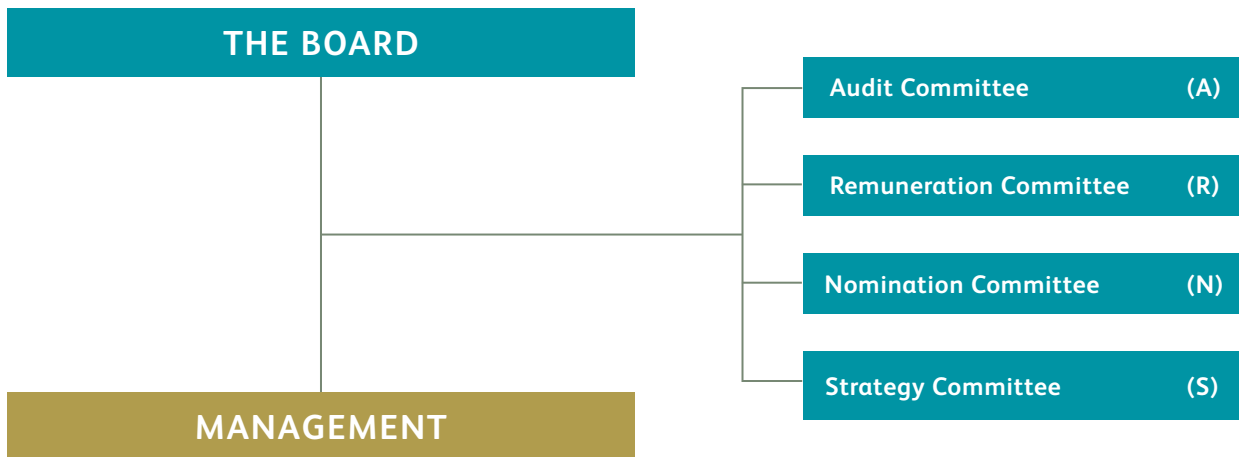 THE BOARD
Audit Committee (A)
Remuneration Committee (R)
Nomination Committee (N)
Strategy Committee (S)
MANAGEMENT